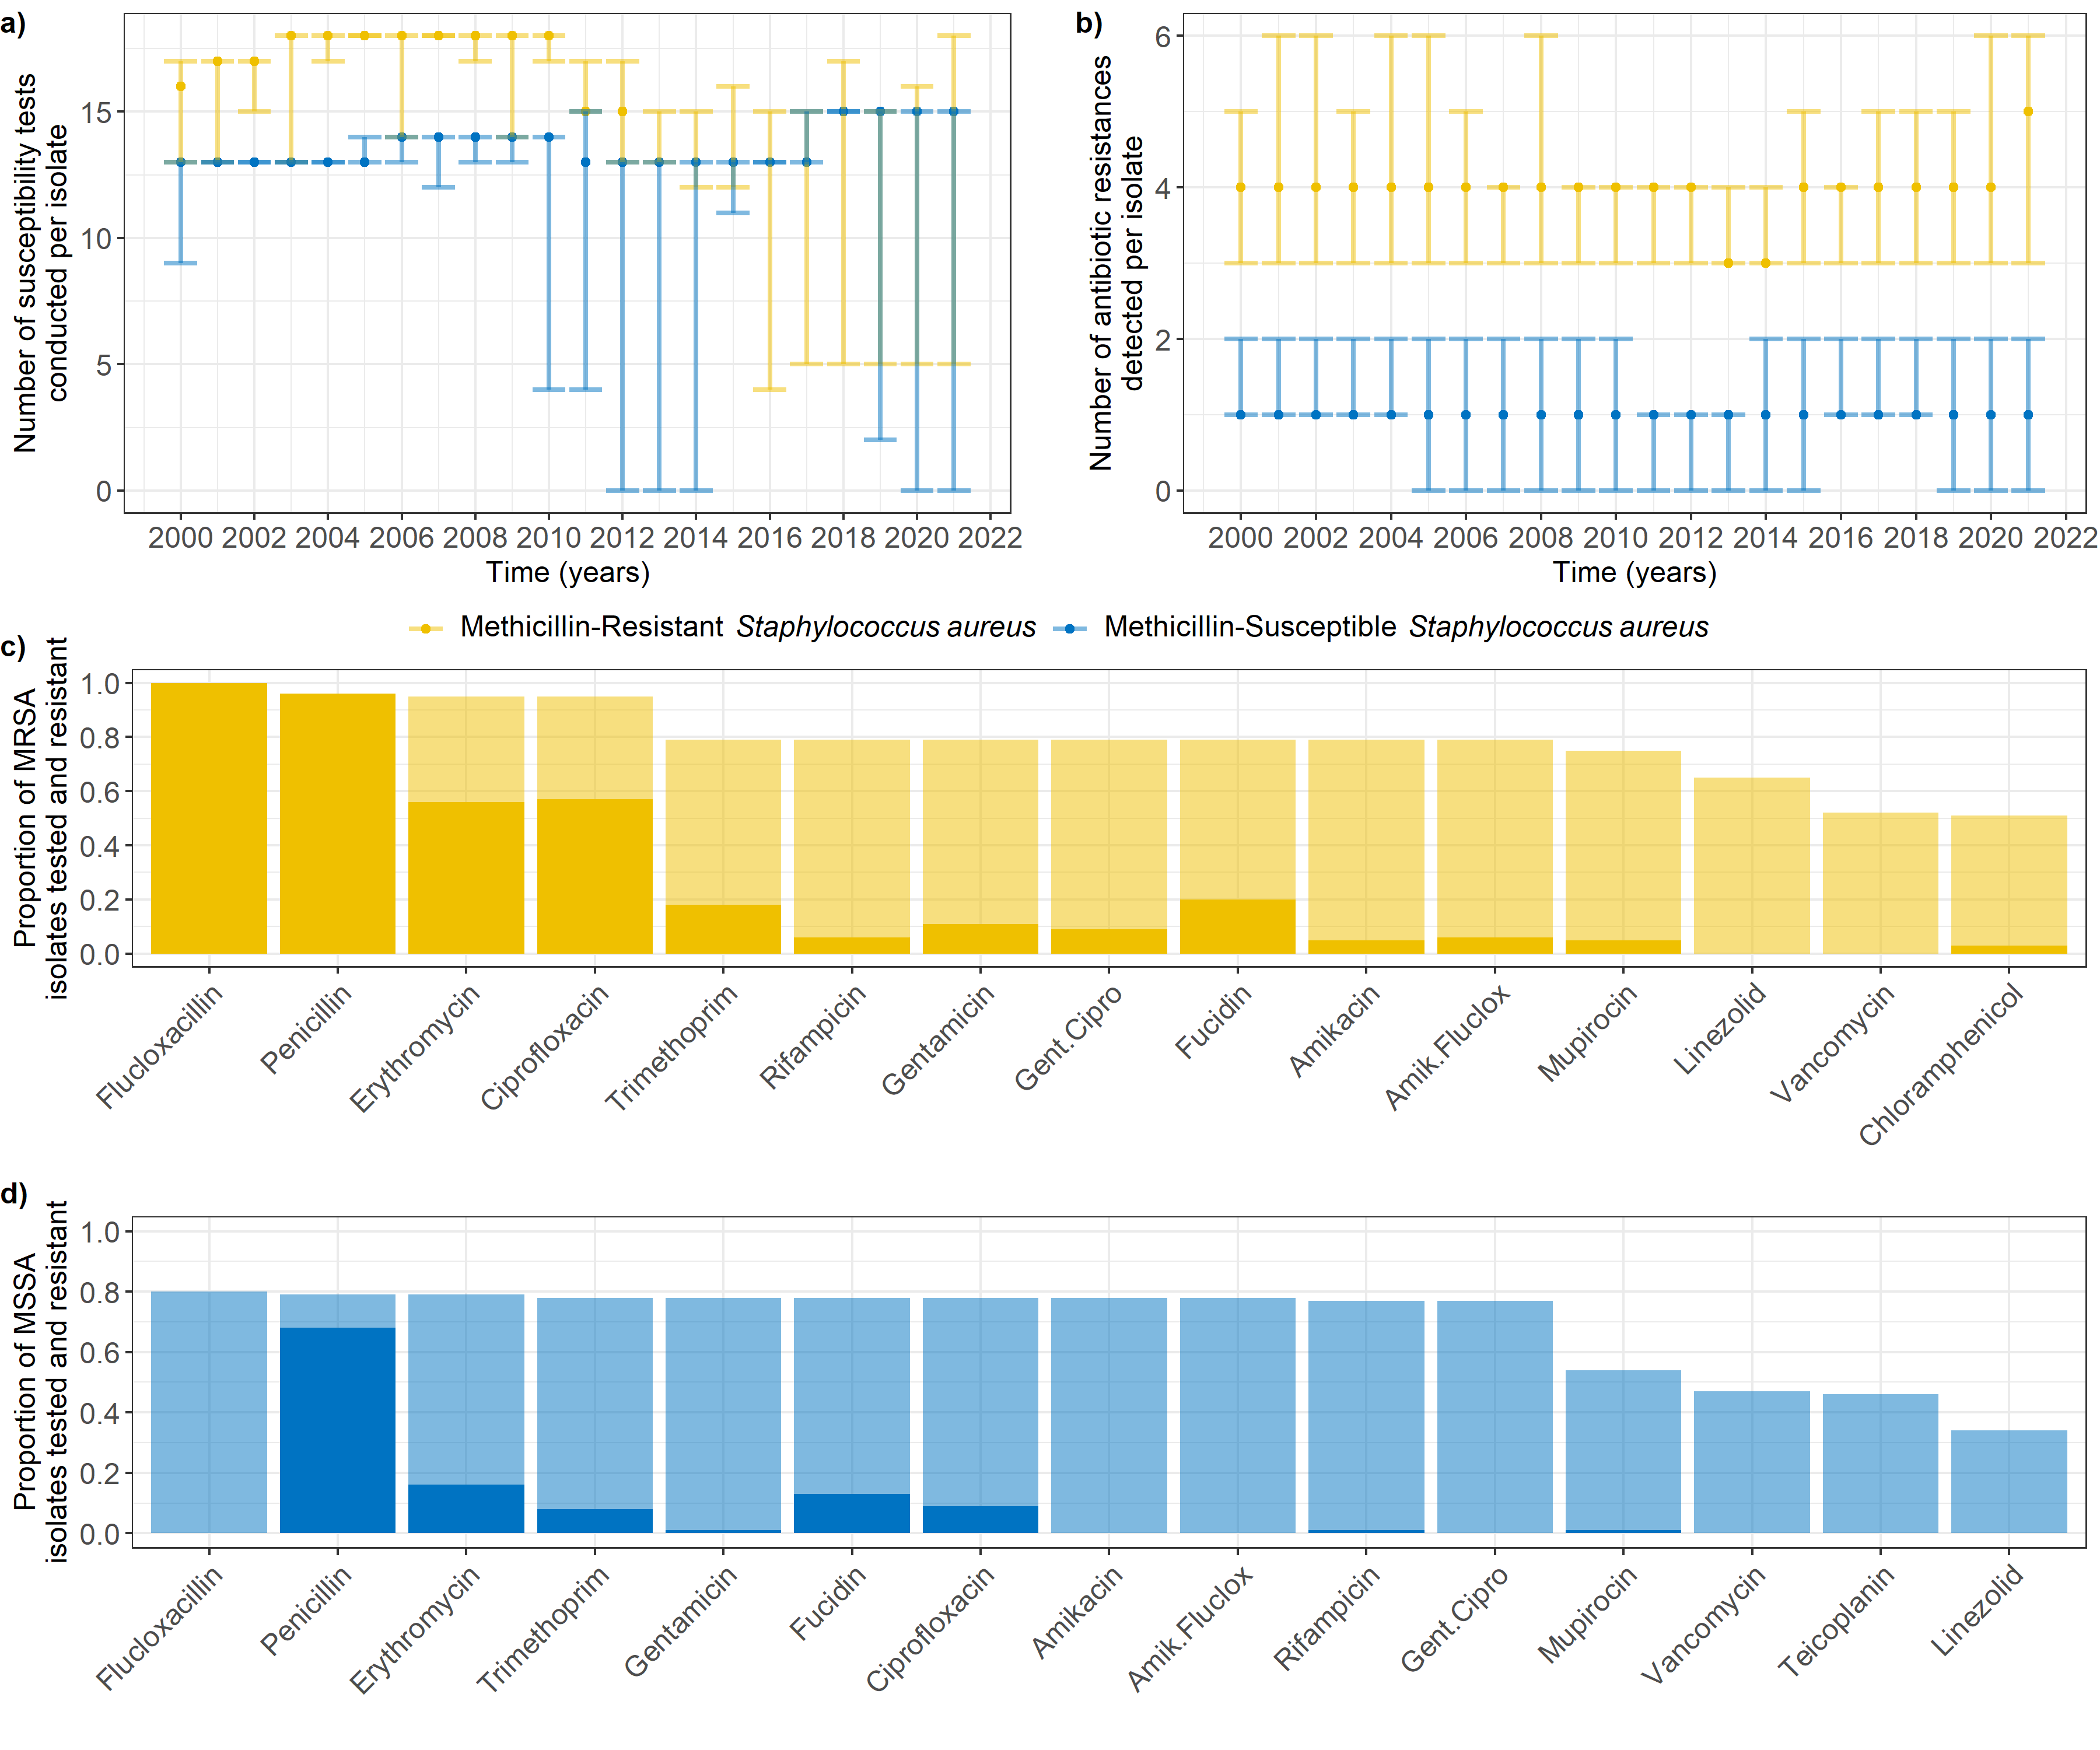 a)
Number of susceptibility tests
conducted per isolate
15
10
5
0
2000 2002 2004 2006 2008 2010 2012 2014 2016 2018 2020 2022
Time (years)
b)
Number of antibiotic resistances
detected per isolate
6
4
2
0
2000 2002 2004 2006 2008 2010 2012 2014 2016 2018 2020 2022
Time (years)
Methicillin-Resistant Staphylococcus aureus Methicillin-Susceptible Staphylococcus aureus
c)
Proportion of MRSA
isolates tested and resistant
1.0
0.8
0.6
0.4
0.2
0.0
Flucloxacillin
Penicillin
Erythromycin
Ciprofloxacin
Trimethoprim
Rifampicin
Gentamicin
Gent.Cipro
Fucidin
Amikacin
Amik.Fluclox
Mupirocin
Linezolid
Vancomycin
Chloramphenicol
d)
Proportion of MSSA
isolates tested and resistant
1.0
0.8
0.6
0.4
0.2
0.0
Flucloxacillin
Penicillin
Erythromycin
Trimethoprim
Gentamicin
Fucidin
Ciprofloxacin
Amikacin
Amik.Fluclox
Rifampicin
Gent.Cipro
Mupirocin
Vancomycin
Teicoplanin
Linezolid